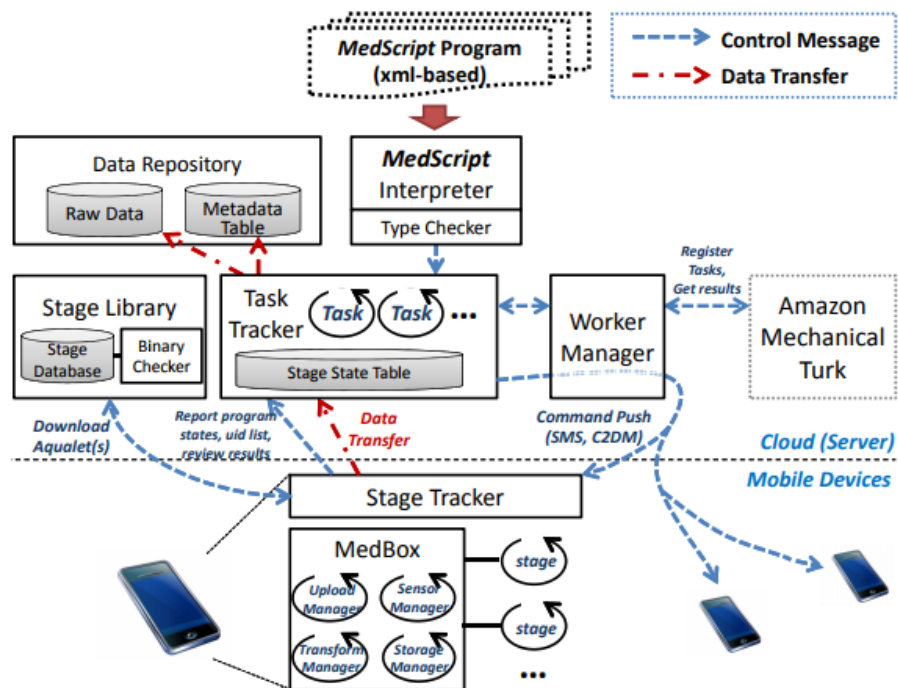 MedScript Program
(xml-based)
Control Message
Data Transfer
Data Repository
Raw Data
Metadata
Table
MedScript
Interpreter
Type Checker
Stage Library
Stage
Database
Binary
Checker
Task
Tracker
Task
Task
...
Stage State Table
Worker
Manager
Register
Tasks,
Get results
Amazon
Mechanical
Turk
Download
Aqualet(s)
Report program
states, uid list,
review results
Data
Transfer
Command Push
(SMS, C2DM)
Cloud (Server)
Mobile Devices
Stage Tracker
MedBox
Upload
Manager
Sensor
Manager
Transform
Manager
Storage
Manager
stage
stage
...